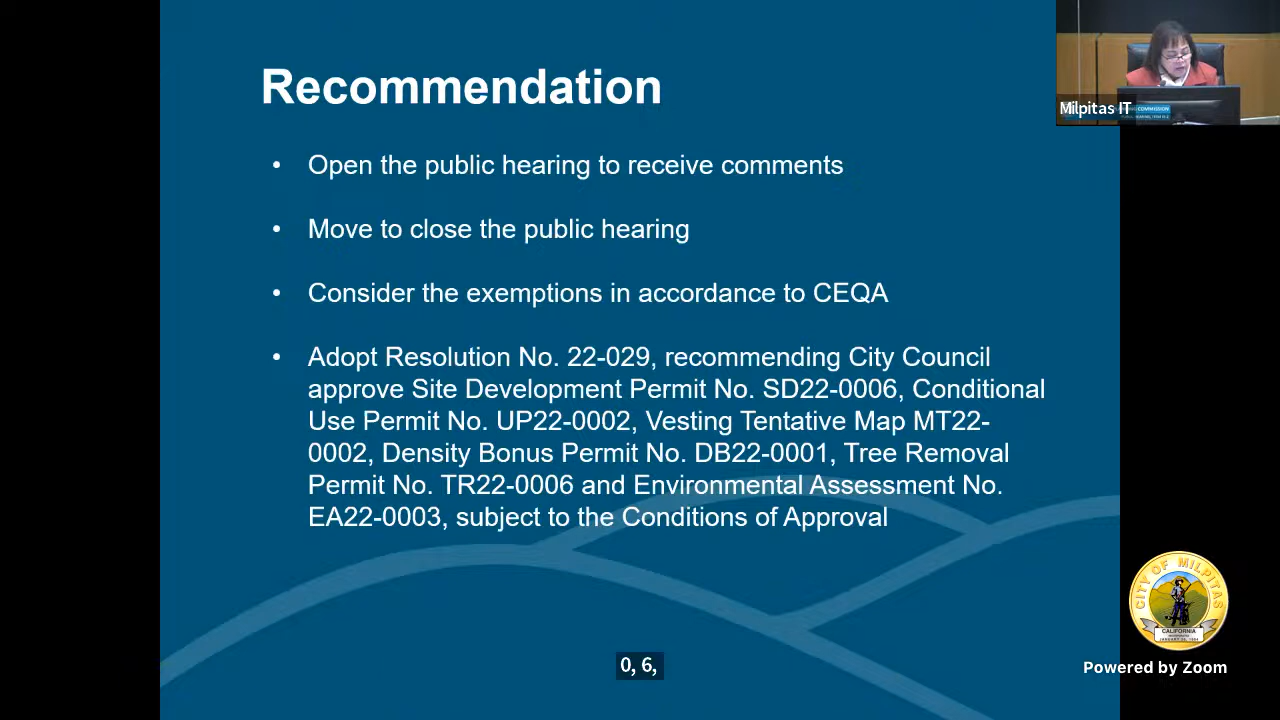 Recommendation
• Open the public hearing to receive comments
• Move to close the public hearing
• Consider the exemptions in accordance to CEQA
• Adopt Resolution No. 22-029, recommending City Council
approve Site Development Permit No. SD22-0006, Conditional
Use Permit No. UP22-0002, Vesting Tentative Map MT22-
0002, Density Bonus Permit No. DB22-0001, Tree Removal
Permit No. TR22-0006 and Environmental Assessment No.
EA22-0003, subject to the Conditions of Approval
Milpitas IT
COMMISSION
CITY OF MILPITAS
CALIFORNIA
Powered by Zoom
0, 6,